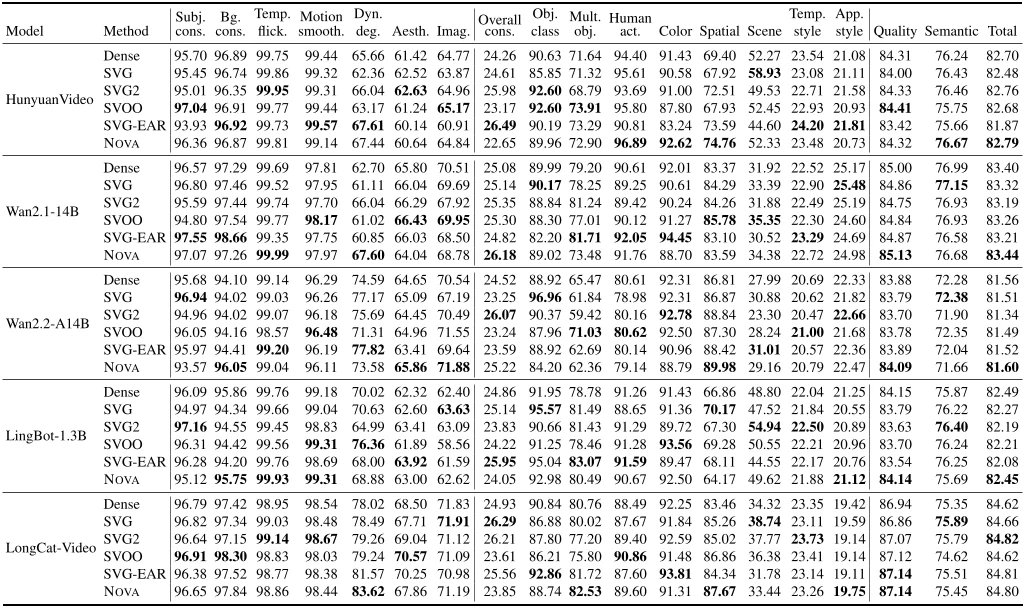 Model Method Subj. cons. Bg. cons. Temp. flick. Motion smooth. Dyn. deg. Aesth. Imag. Overall cons. Obj. class Mult. obj. Human act. Color Spatial Scene Temp. style App. style Quality Semantic Total
HunyuanVideo
Dense 95.70 96.89 99.75 99.44 65.66 61.42 64.77 24.26 90.63 71.64 94.40 91.43 69.40 52.27 23.54 21.08 84.31 76.24 82.70
SVG 95.45 96.74 99.86 99.32 62.36 62.52 63.87 24.61 85.85 71.32 95.61 90.58 67.92 58.93 23.08 21.11 84.00 76.43 82.48
SVG2 95.01 96.35 99.95 99.31 66.04 62.63 64.96 25.98 92.60 68.79 93.69 91.00 72.51 49.53 22.71 21.58 84.33 76.46 82.76
SVOO 97.04 96.91 99.77 99.44 63.17 61.24 65.17 23.17 92.60 73.91 95.80 87.80 67.93 52.45 22.93 20.93 84.41 75.75 82.68
SVG-EAR 93.93 96.92 99.73 99.57 67.61 60.14 60.91 26.49 90.19 73.29 90.81 83.24 73.59 44.60 24.20 21.81 83.42 75.66 81.87
NOVA 96.36 96.87 99.81 99.14 67.44 60.64 64.84 22.65 89.96 72.90 96.89 92.62 74.76 52.33 23.48 20.73 84.32 76.67 82.79
Wan2.1-14B
Dense 96.57 97.29 99.69 97.81 62.70 65.80 70.51 25.08 89.99 79.20 90.61 92.01 83.37 31.92 22.52 25.17 85.00 76.99 83.40
SVG 96.80 97.46 99.52 97.95 61.11 66.04 69.69 25.14 90.17 78.25 89.25 90.61 84.29 33.39 22.90 25.48 84.86 77.15 83.32
SVG2 95.59 97.44 99.74 97.70 66.04 66.29 67.92 25.35 88.84 81.24 89.42 90.24 84.26 31.88 22.49 25.19 84.75 76.93 83.19
SVOO 94.80 97.54 99.77 98.17 61.02 66.43 69.95 25.30 88.30 77.01 90.12 91.27 85.78 35.35 22.30 24.60 84.84 76.93 83.26
SVG-EAR 97.55 98.66 99.35 97.75 60.85 66.03 68.50 24.82 82.20 81.71 92.05 94.45 83.10 30.52 23.29 24.69 84.87 76.58 83.21
NOVA 97.07 97.26 99.99 97.97 67.60 64.04 68.78 26.18 89.02 73.48 91.76 88.70 83.59 34.38 22.72 24.98 85.13 76.68 83.44
Wan2.2-A14B
Dense 95.68 94.10 99.14 96.29 74.59 64.65 70.54 24.52 88.92 65.47 80.61 92.31 86.81 27.99 20.69 22.33 83.88 72.28 81.56
SVG 96.94 94.02 99.03 96.26 77.17 65.09 67.19 23.25 96.96 61.84 78.98 92.31 86.87 30.88 20.62 21.82 83.79 72.38 81.51
SVG2 94.96 94.02 99.07 96.18 75.69 64.45 70.49 26.07 90.37 59.42 80.16 92.78 88.84 23.30 20.47 22.66 83.70 71.90 81.34
SVOO 96.05 94.16 98.57 96.48 71.31 64.96 71.55 23.24 87.96 71.03 80.62 92.50 87.30 28.24 21.00 21.68 83.78 72.35 81.49
SVG-EAR 95.97 94.41 99.20 96.19 77.82 63.41 69.64 23.59 88.92 62.69 80.14 90.96 88.42 31.01 20.57 22.36 83.89 72.04 81.52
NOVA 93.57 96.05 99.04 96.11 73.58 65.86 71.88 25.22 84.20 62.36 79.14 88.79 89.98 29.16 20.79 22.47 84.09 71.66 81.60
LingBot-1.3B
Dense 96.09 95.86 99.76 99.18 70.02 62.32 62.40 24.86 91.95 78.78 91.26 91.43 66.86 48.80 22.04 21.25 84.15 75.87 82.49
SVG 94.97 94.34 99.66 99.04 70.63 62.60 63.63 25.14 95.57 81.49 88.65 91.36 70.17 47.52 21.84 20.55 83.79 76.22 82.27
SVG2 97.16 94.55 99.45 98.83 64.99 63.41 63.09 23.83 90.66 81.43 91.29 89.72 67.30 54.94 22.50 20.89 83.63 76.40 82.19
SVOO 96.31 94.42 99.56 99.31 76.36 61.89 58.56 24.22 91.25 78.46 91.28 93.56 69.28 50.55 22.21 20.96 83.70 76.24 82.21
SVG-EAR 96.28 94.20 99.76 98.69 68.00 63.92 61.59 25.95 95.04 83.07 91.59 89.47 68.11 44.55 22.17 20.76 83.54 76.25 82.08
NOVA 95.12 95.75 99.93 99.31 68.88 63.00 62.62 24.05 92.98 80.49 90.67 92.50 64.17 49.62 21.88 21.12 84.14 75.69 82.45
LongCat-Video
Dense 96.79 97.42 98.95 98.54 78.02 68.50 71.83 24.93 90.84 80.76 88.49 92.25 83.46 34.32 23.35 19.42 86.94 75.35 84.62
SVG 96.82 97.34 99.03 98.48 78.49 67.71 71.91 26.29 86.88 80.02 87.67 91.84 85.26 38.74 23.11 19.59 86.86 75.89 84.66
SVG2 96.64 97.15 99.14 98.67 79.26 69.04 71.12 26.21 87.80 77.20 89.40 92.59 85.02 37.77 23.73 19.14 87.07 75.79 84.82
SVOO 96.91 98.30 98.83 98.03 79.24 70.57 71.09 23.61 86.21 75.80 90.86 91.48 86.86 36.38 23.41 19.14 87.12 74.62 84.62
SVG-EAR 96.38 97.52 98.77 98.38 81.57 70.25 70.98 25.56 92.86 81.72 87.60 93.81 84.34 31.78 23.14 19.11 87.14 75.51 84.81
NOVA 96.65 97.84 98.86 98.44 83.62 67.86 71.19 23.85 88.74 82.53 89.60 91.31 87.67 33.44 23.26 19.75 87.14 75.45 84.80